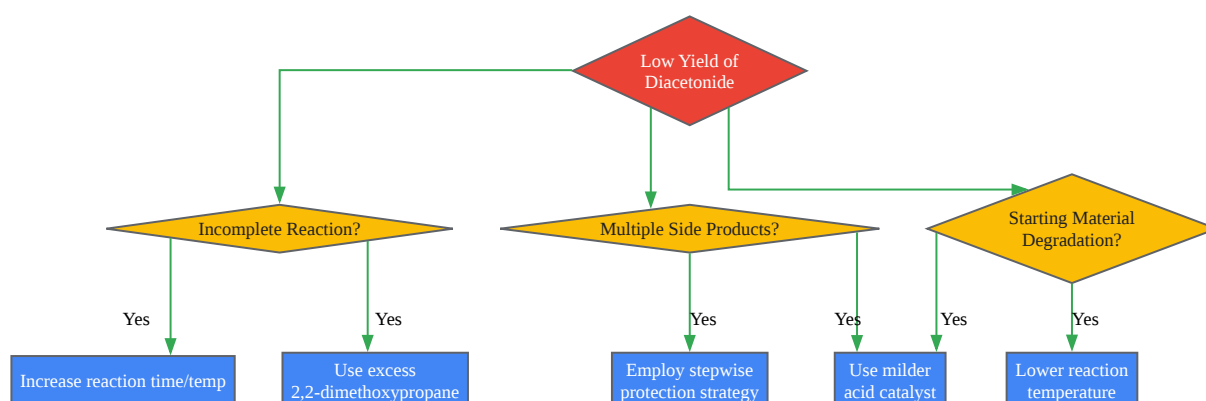 Low Yield of
Diacetonide
Incomplete Reaction?
Multiple Side Products?
Starting Material
Degradation?
Yes
Yes
Yes
Yes
Yes
Yes
Increase reaction time/temp
Use excess
2,2-dimethoxypropane
Employ stepwise
protection strategy
Use milder
acid catalyst
Lower reaction
temperature